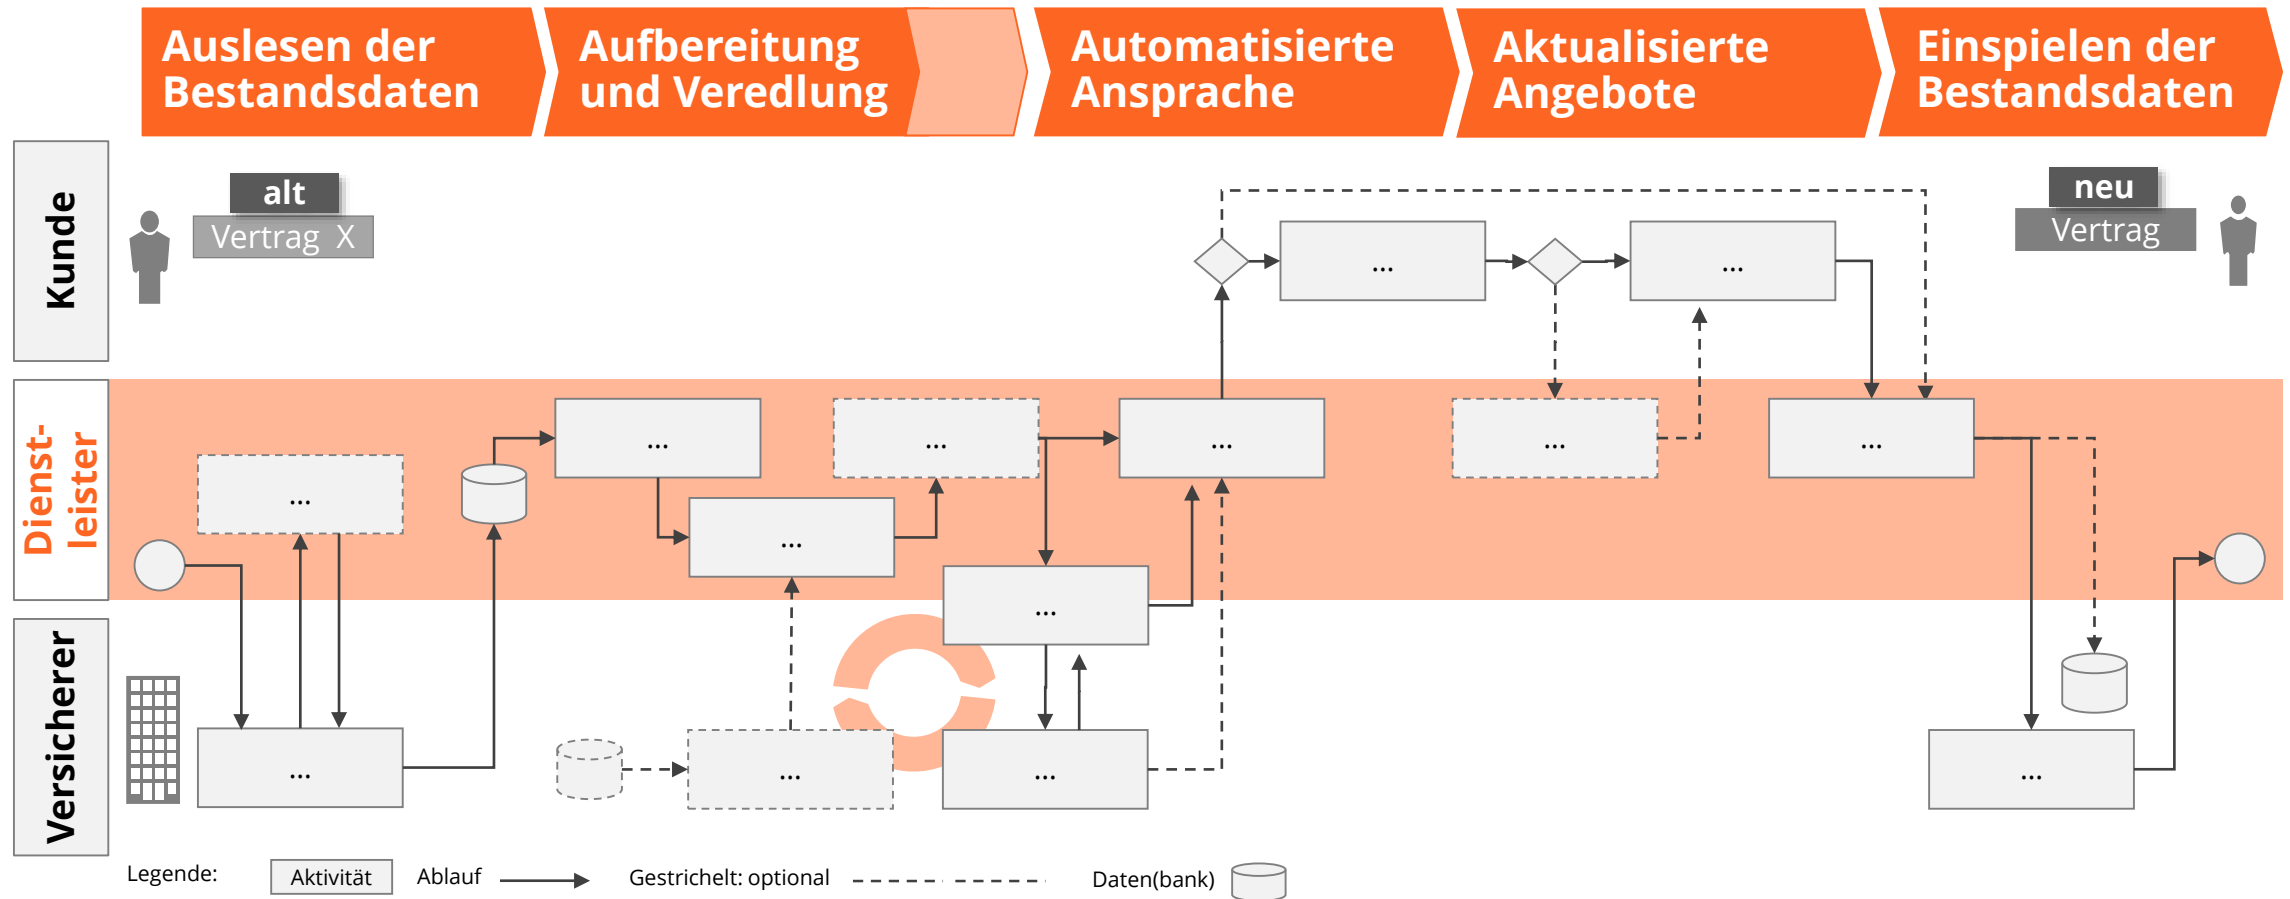 Auslesen der
Bestandsdaten
Aufbereitung
und Veredlung
Automatisierte
Ansprache
Aktualisierte
Angebote
Einspielen der
Bestandsdaten
Kunde
alt
Vertrag X
neu
Vertrag
...
...
Dienst-
leister
...
...
...
...
...
...
...
...
Versicherer
...
...
...
...
Legende:
Aktivität
Ablauf
Gestrichelt: optional
Daten(bank)